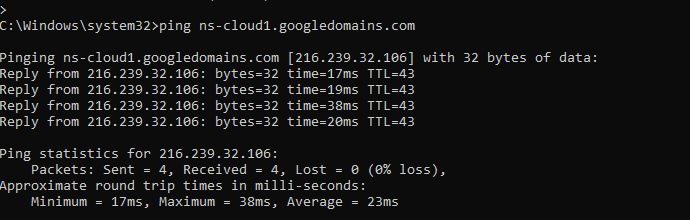 >
C:\Windows\system32>ping ns-cloud1.googledomains.com
Pinging ns-cloud1.googledomains.com [216.239.32.106] with 32 bytes of data:
Reply from 216.239.32.106: bytes=32 time=17ms TTL=43
Reply from 216.239.32.106: bytes=32 time=19ms TTL=43
Reply from 216.239.32.106: bytes=32 time=38ms TTL=43
Reply from 216.239.32.106: bytes=32 time=20ms TTL=43
Ping statistics for 216.239.32.106:
    Packets: Sent = 4, Received = 4, Lost = 0 (0% loss),
Approximate round trip times in milli-seconds:
    Minimum = 17ms, Maximum = 38ms, Average = 23ms